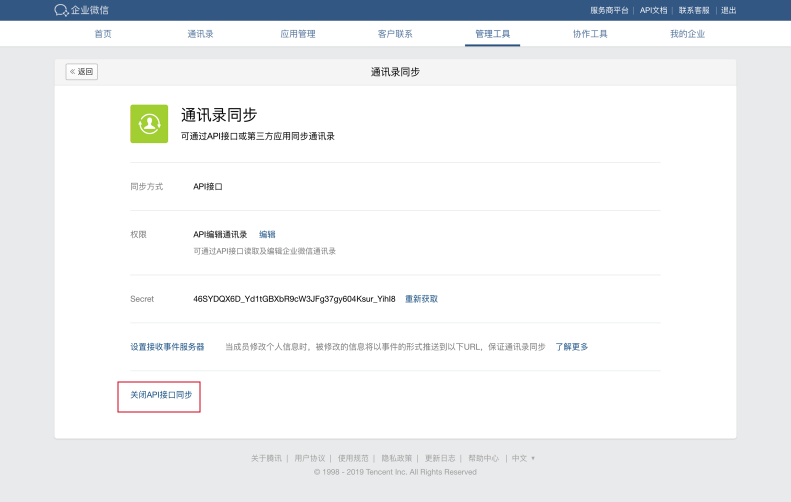 企业微信
服务商平台 | API文档 | 联系客服 | 退出
首页 通讯录 应用管理 客户联系 管理工具 协作工具 我的企业
« 返回 通讯录同步
通讯录同步
可通过API接口或第三方应用同步通讯录
同步方式 API接口
权限 API编辑通讯录 编辑
可通过API接口读取及编辑企业微信通讯录
Secret 46SYDQX6D_Yd1tGBXbR9cW3JFg37gy604Ksur_YihI8 重新获取
设置接收事件服务器 当成员修改个人信息时，被修改的信息将以事件的形式推送到以下URL，保证通讯录同步 了解更多
关闭API接口同步
关于腾讯 | 用户协议 | 使用规范 | 隐私政策 | 更新日志 | 帮助中心 | 中文
© 1998 - 2019 Tencent Inc. All Rights Reserved